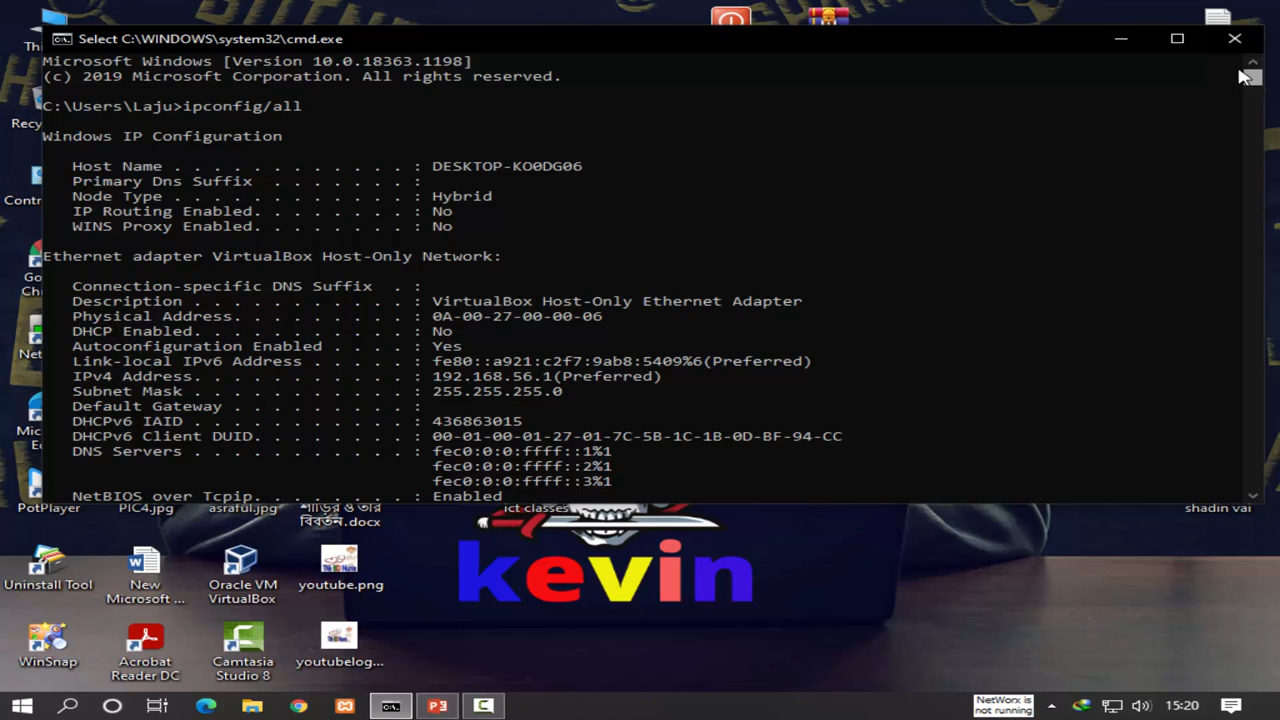 Select C:\WINDOWS\system32\cmd.exe
Microsoft Windows [Version 10.0.18363.1198]
(c) 2019 Microsoft Corporation. All rights reserved.
C:\Users\Laju>ipconfig/all
Windows IP Configuration
Host Name . . . . . . . . . . . . : DESKTOP-KO0DG06
Primary Dns Suffix  . . . . . . . :
Node Type . . . . . . . . . . . . : Hybrid
IP Routing Enabled. . . . . . . . : No
WINS Proxy Enabled. . . . . . . . : No
Ethernet adapter VirtualBox Host-Only Network:
Connection-specific DNS Suffix  . :
Description . . . . . . . . . . . : VirtualBox Host-Only Ethernet Adapter
Physical Address. . . . . . . . . : 0A-00-27-00-00-06
DHCP Enabled. . . . . . . . . . . : No
Autoconfiguration Enabled . . . . : Yes
Link-local IPv6 Address . . . . . : fe80::a921:c2f7:9ab8:5409%6(Preferred)
IPv4 Address. . . . . . . . . . . : 192.168.56.1(Preferred)
Subnet Mask . . . . . . . . . . . : 255.255.255.0
Default Gateway . . . . . . . . . :
DHCPv6 IAID . . . . . . . . . . . : 436863015
DHCPv6 Client DUID. . . . . . . . : 00-01-00-01-27-01-7C-5B-1C-1B-0D-BF-94-CC
DNS Servers . . . . . . . . . . . : fec0:0:0:ffff::1%1
fec0:0:0:ffff::2%1
fec0:0:0:ffff::3%1
NetBIOS over Tcpip. . . . . . . . : Enabled
PotPlayer
PIC4.jpg
asraful.jpg
শাড়ির ও তার
বিবর্তন.docx
ict classes
shadin vai
kevin
Uninstall Tool
New
Microsoft ...
Oracle VM
VirtualBox
youtube.png
WinSnap
Acrobat
Reader DC
Camtasia
Studio 8
youtubelog...
NetWorx is
not running
15:20